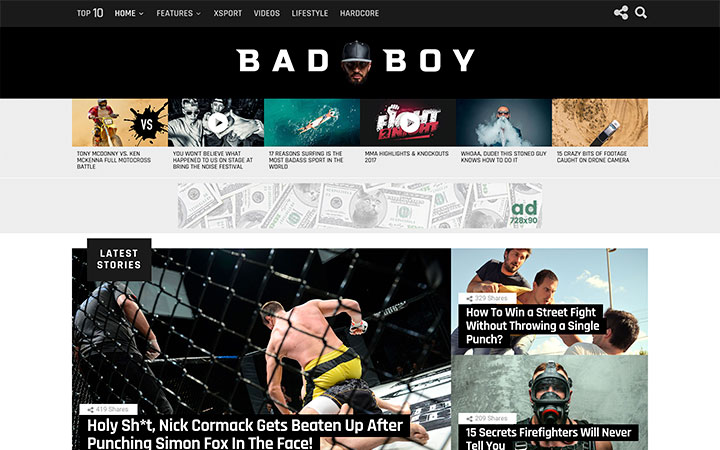 TOP 10 HOME FEATURES XSPORT VIDEOS LIFESTYLE HARDCORE
BAD BOY
VS
TONY MCDONNY VS. KEN
MCKENNA FULL MOTOCROSS
BATTLE
YOU WON'T BELIEVE WHAT
HAPPENED TO US ON STAGE AT
BRING THE NOISE FESTIVAL
17 REASONS SURFING IS THE
MOST BADASS SPORT IN THE
WORLD
FIGHT
MMA HIGHLIGHTS & KNOCKOUTS
2017
WHOAA, DUDE! THIS STONED GUY
KNOWS HOW TO DO IT
15 CRAZY BITS OF FOOTAGE
CAUGHT ON DRONE CAMERA
ad
728x90
LATEST
STORIES
419 Shares
Holy Sh*t, Nick Cormack Gets Beaten Up After
Punching Simon Fox In The Face!
329 Shares
How To Win a Street Fight
Without Throwing a Single
Punch?
209 Shares
15 Secrets Firefighters Will Never
Tell You